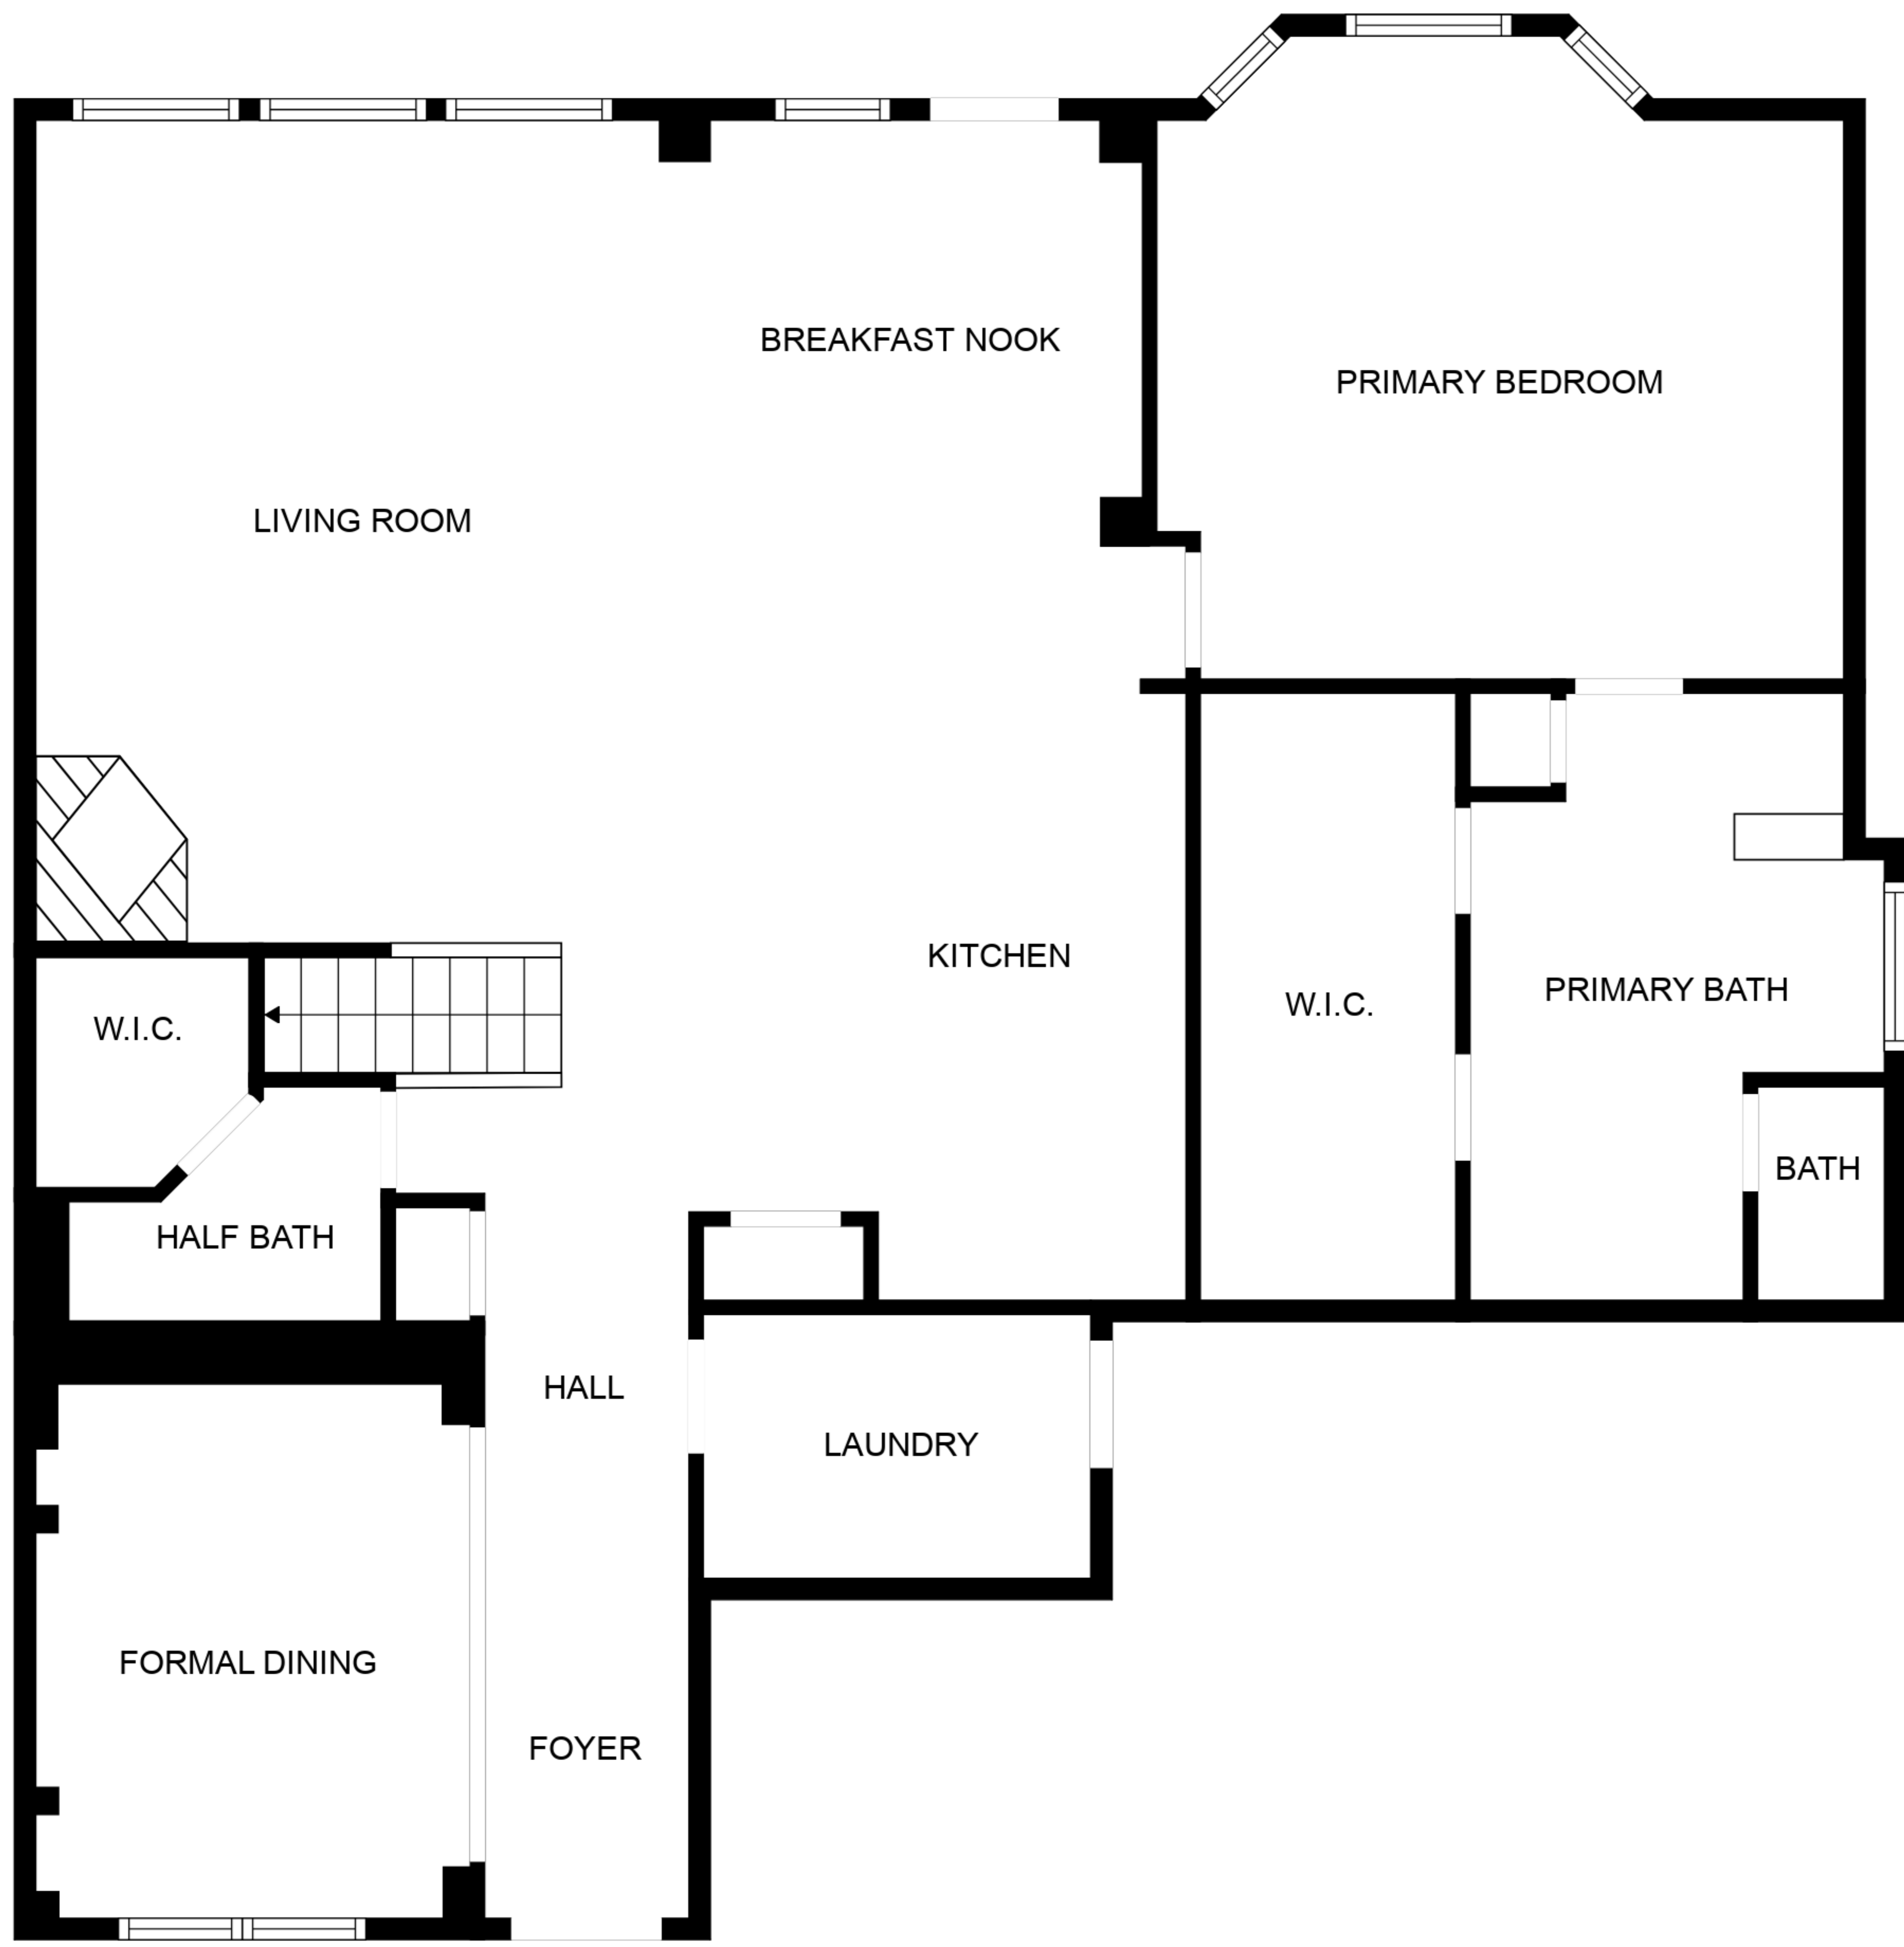 BREAKFAST NOOK
PRIMARY BEDROOM
LIVING ROOM
KITCHEN
PRIMARY BATH
W.I.C.
W.I.C.
BATH
HALF BATH
HALL
LAUNDRY
FORMAL DINING
FOYER